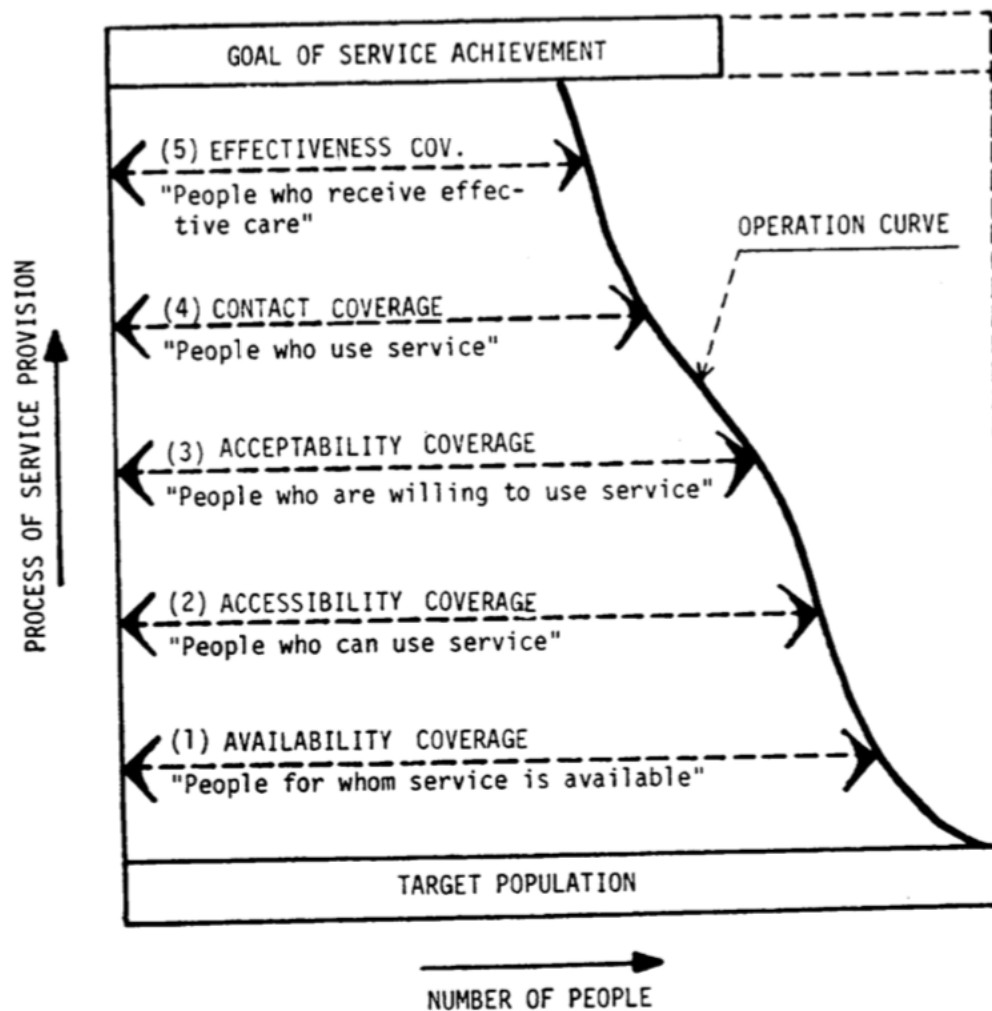 GOAL OF SERVICE ACHIEVEMENT
(5) EFFECTIVENESS COV.
"People who receive effec-
tive care"
OPERATION CURVE
(4) CONTACT COVERAGE
"People who use service"
(3) ACCEPTABILITY COVERAGE
"People who are willing to use service"
(2) ACCESSIBILITY COVERAGE
"People who can use service"
(1) AVAILABILITY COVERAGE
"People for whom service is available"
TARGET POPULATION
PROCESS OF SERVICE PROVISION
NUMBER OF PEOPLE